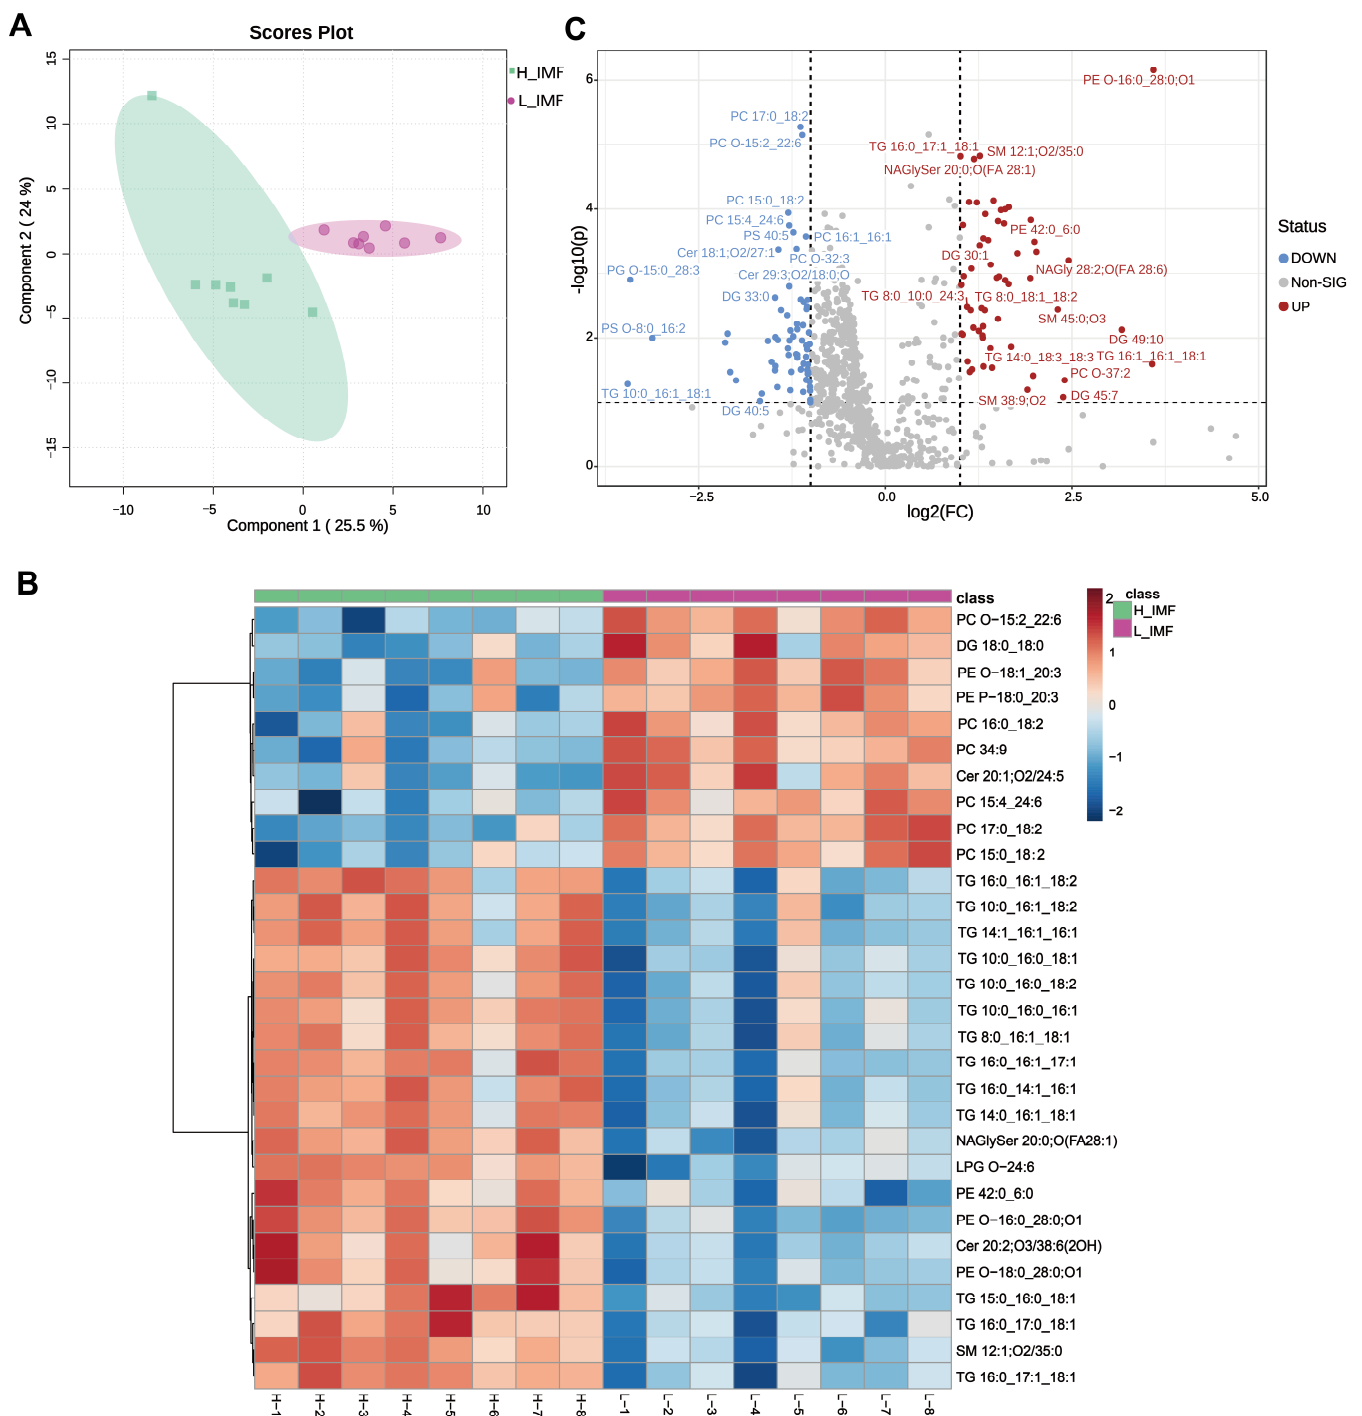 A
Scores Plot
H_IMF
L_IMF
15
10
5
0
−5
−10
−15
Component 2 ( 24 %)
−10
−5
0
5
10
Component 1 ( 25.5 %)
C
6
4
2
0
-log10(p)
−2.5
0.0
2.5
5.0
log2(FC)
PE O-16:0_28:0;O1
PC 17:0_18:2
PC O-15:2_22:6
TG 16:0_17:1_18:1
SM 12:1;O2/35:0
NAGlySer 20:0;O(FA 28:1)
PC 15:0_18:2
PC 15:4_24:6
PS 40:5
PC 16:1_16:1
PE 42:0_6:0
Cer 18:1;O2/27:1
PC O-32:3
DG 30:1
PG O-15:0_28:3
Cer 29:3;O2/18:0;O
NAGly 28:2;O(FA 28:6)
DG 33:0
TG 8:0_10:0_24:3
TG 8:0_18:1_18:2
SM 45:0;O3
PS O-8:0_16:2
DG 49:10
TG 14:0_18:3_18:3
TG 16:1_16:1_18:1
PC O-37:2
TG 10:0_16:1_18:1
SM 38:9;O2
DG 45:7
DG 40:5
Status
DOWN
Non-SIG
UP
B
class
PC O−15:2_22:6
DG 18:0_18:0
PE O−18:1_20:3
PE P−18:0_20:3
PC 16:0_18:2
PC 34:9
Cer 20:1;O2/24:5
PC 15:4_24:6
PC 17:0_18:2
PC 15:0_18:2
TG 16:0_16:1_18:2
TG 10:0_16:1_18:2
TG 14:1_16:1_16:1
TG 10:0_16:0_18:1
TG 10:0_16:0_18:2
TG 10:0_16:0_16:1
TG 8:0_16:1_18:1
TG 16:0_16:1_17:1
TG 16:0_14:1_16:1
TG 14:0_16:1_18:1
NAGlySer 20:0;O(FA28:1)
LPG O−24:6
PE 42:0_6:0
PE O−16:0_28:0;O1
Cer 20:2;O3/38:6(2OH)
PE O−18:0_28:0;O1
TG 15:0_16:0_18:1
TG 16:0_17:0_18:1
SM 12:1;O2/35:0
TG 16:0_17:1_18:1
H−1
H−2
H−3
H−4
H−5
H−6
H−7
H−8
L−1
L−2
L−3
L−4
L−5
L−6
L−7
L−8
2
1
0
−1
−2
class
H_IMF
L_IMF